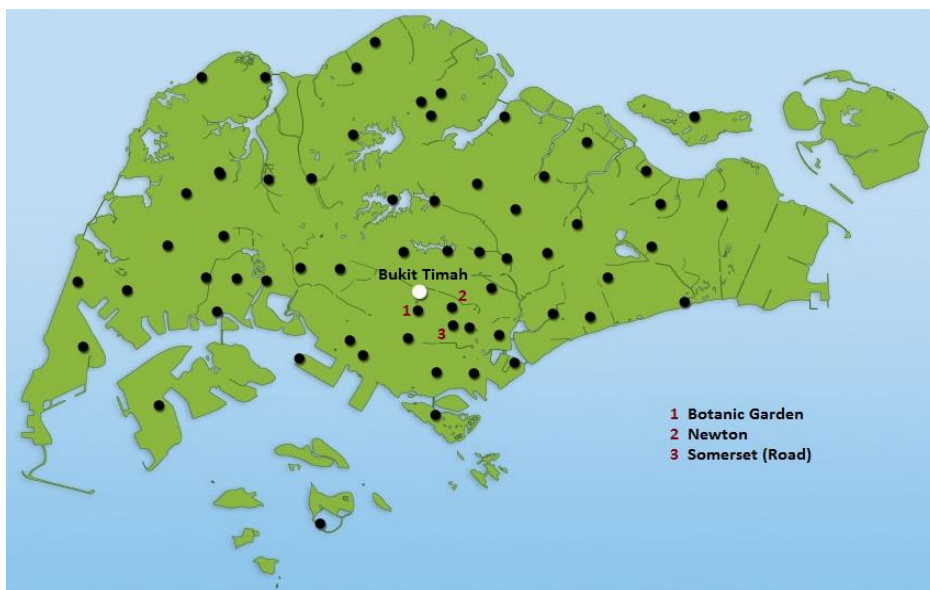 Bukit Timah
2
1
3
1 Botanic Garden
2 Newton
3 Somerset (Road)